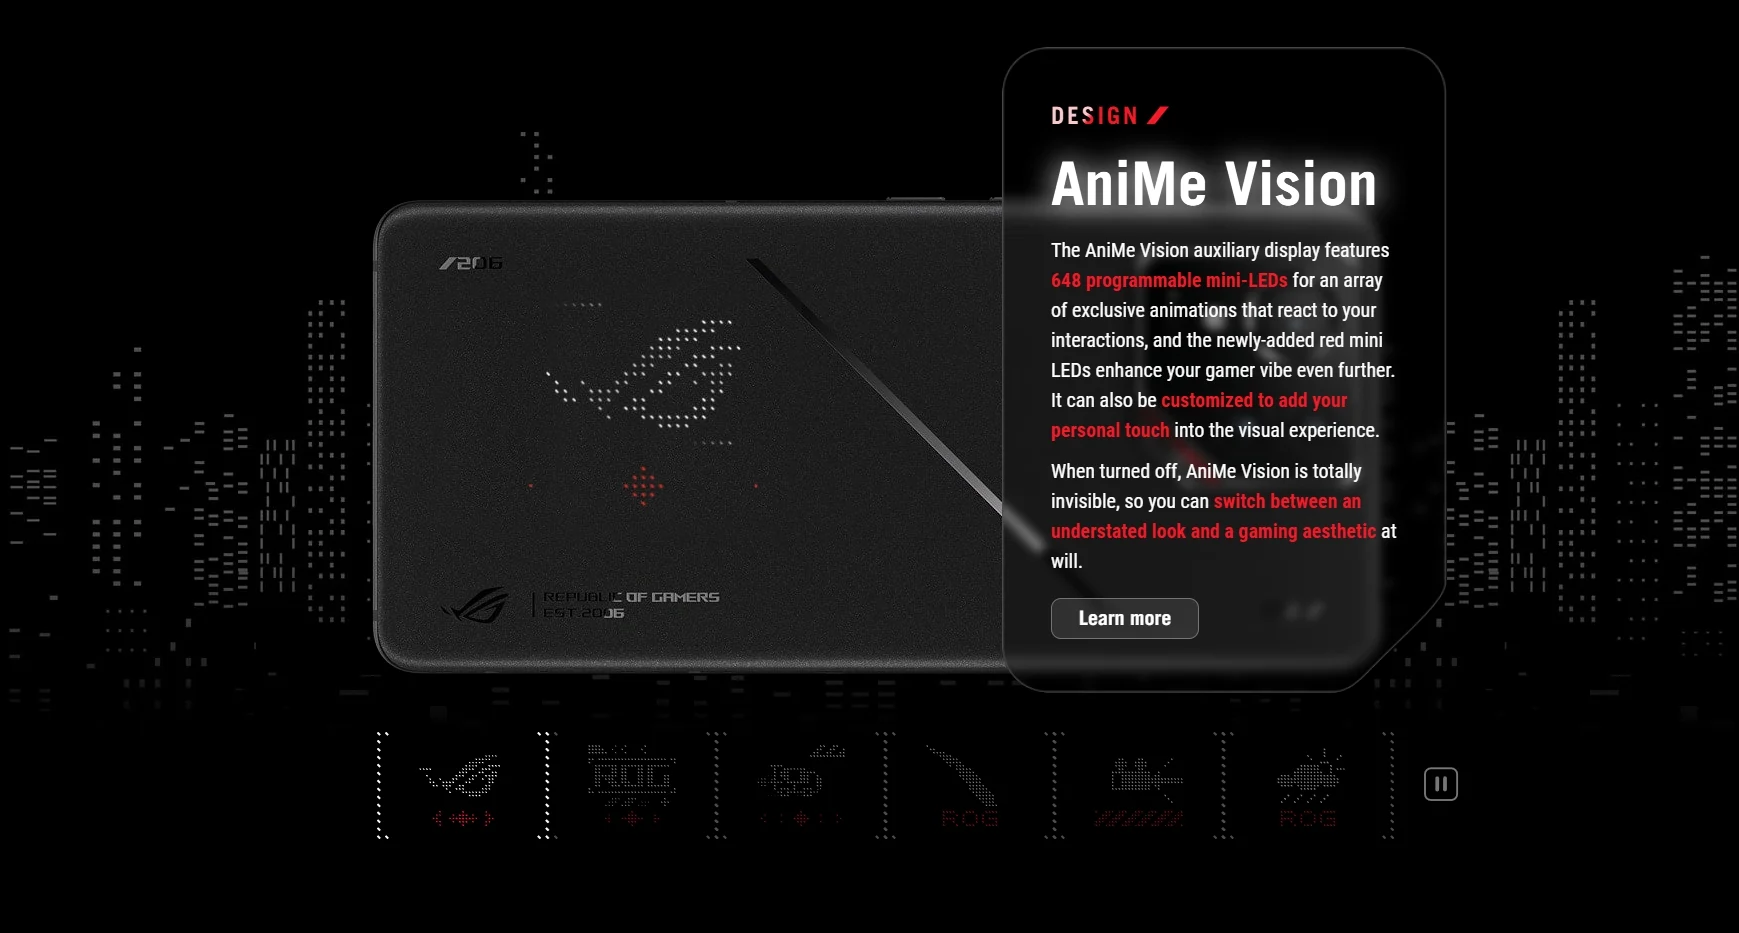 DESIGN
AniMe Vision
The AniMe Vision auxiliary display features
648 programmable mini-LEDs for an array
of exclusive animations that react to your
interactions, and the newly-added red mini
LEDs enhance your gamer vibe even further.
It can also be customized to add your
personal touch into the visual experience.
When turned off, AniMe Vision is totally
invisible, so you can switch between an
understated look and a gaming aesthetic at
will.
Learn more
/206
REPUBLIC OF GAMERS
EST.2006
ROG
ROG
ROG